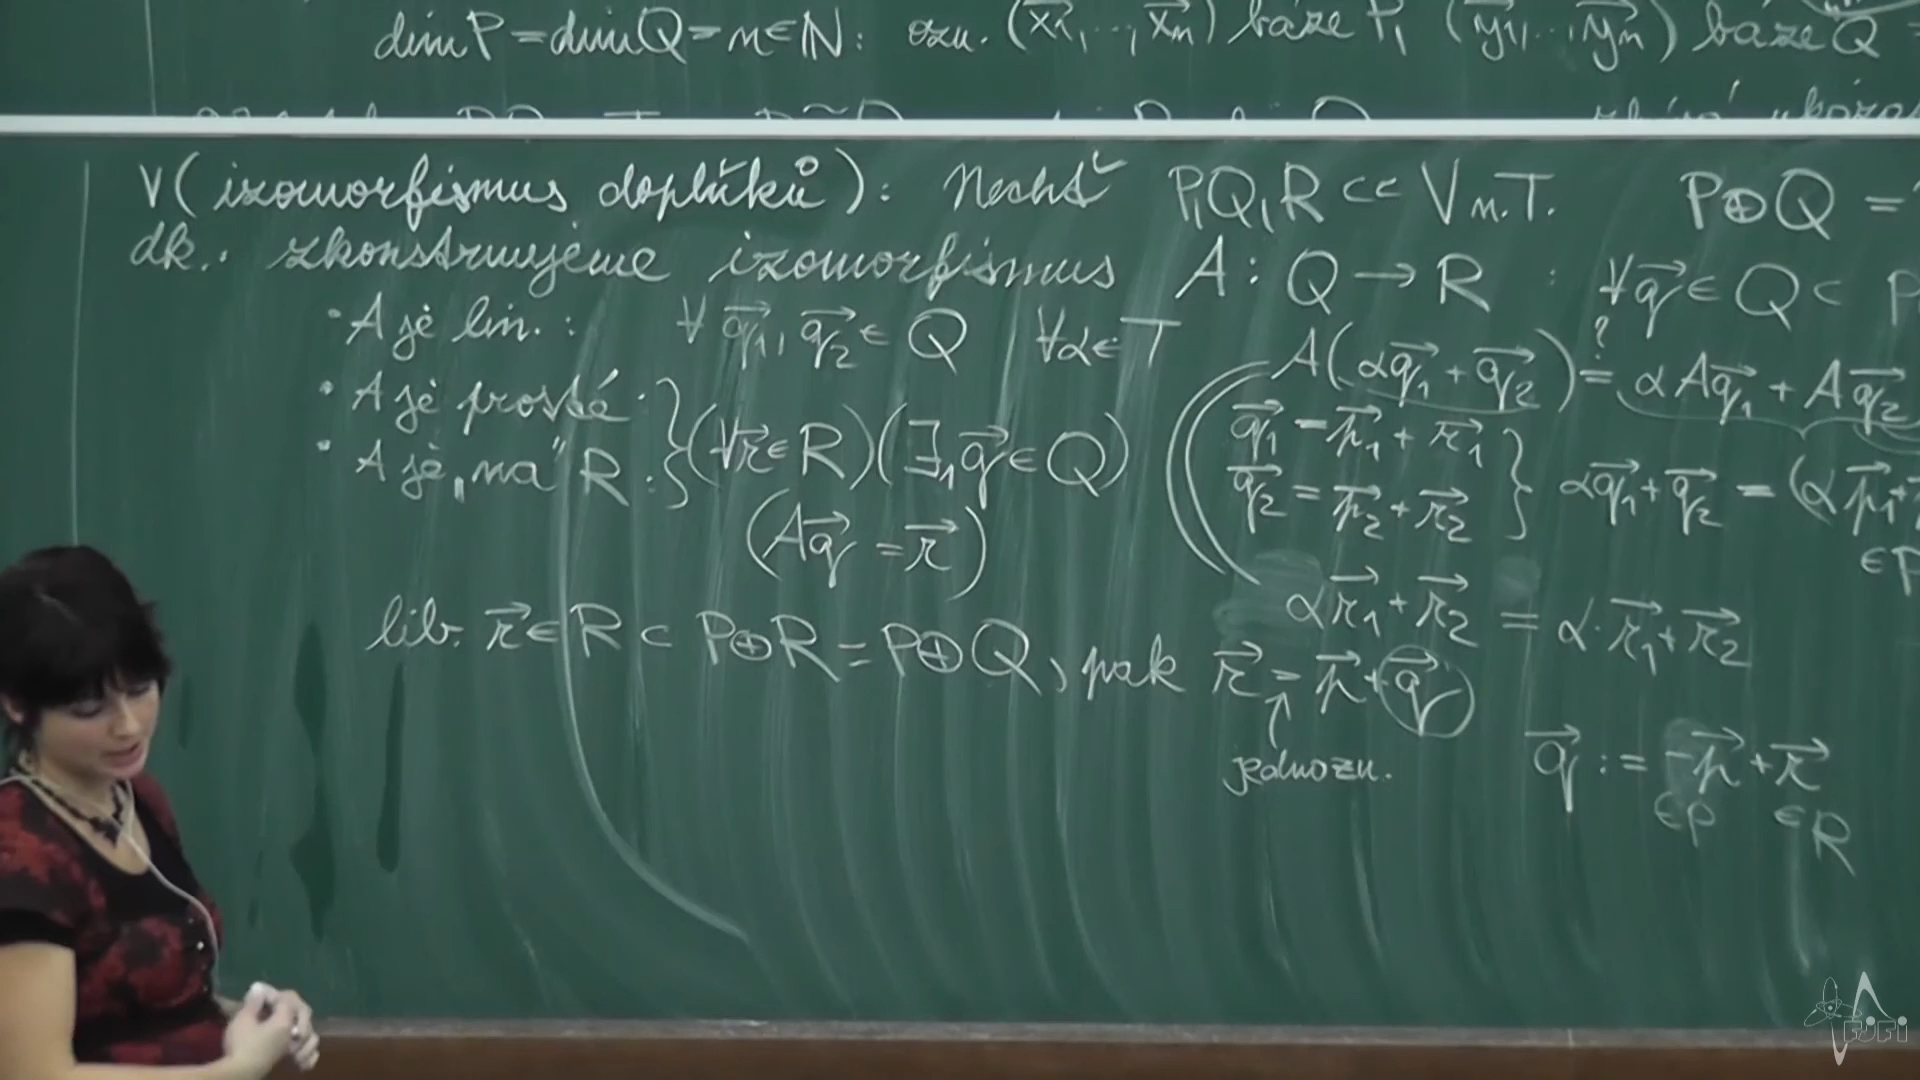 dim P = dim Q = n ∈ N : ozn. (x⃗1, ..., x⃗n) báze P, (y⃗1, ..., y⃗n) báze Q
V (izomorfismus doplňků): Nechť P, Q, R ⊂⊂ V n. T. P⊕Q =
dk.: zkonstruujeme izomorfismus A : Q → R : ∀q⃗ ∈ Q ⊂ P
• A je lin.: ∀ q⃗1, q⃗2 ∈ Q ∀α ∈ T A(αq⃗1 + q⃗2) ?= αAq⃗1 + Aq⃗2
• A je prosté: } (∀r⃗ ∈ R)(∃1 q⃗ ∈ Q)
• A je „na" R: } (Aq⃗ = r⃗)
q⃗1 = p⃗1 + r⃗1
q⃗2 = p⃗2 + r⃗2 } αq⃗1 + q⃗2 = (αp⃗1 +
∈ P
αr⃗1 + r⃗2 = α·r⃗1 + r⃗2
lib. r⃗ ∈ R ⊂ P⊕R = P⊕Q, pak r⃗ = p⃗ + q⃗
↑
jednozn.
q⃗ := -p⃗ + r⃗
∈P ∈R
FJFI